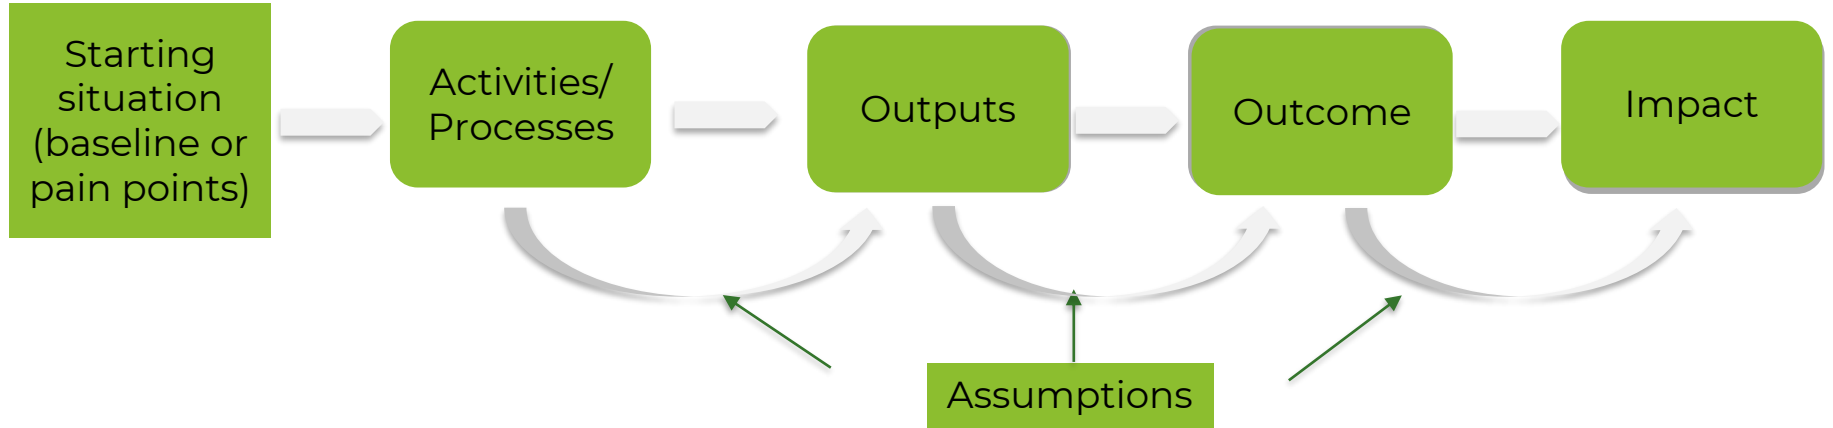 Starting
situation
(baseline or
pain points)
Activities/
Processes
Outputs
Outcome
Impact
Assumptions